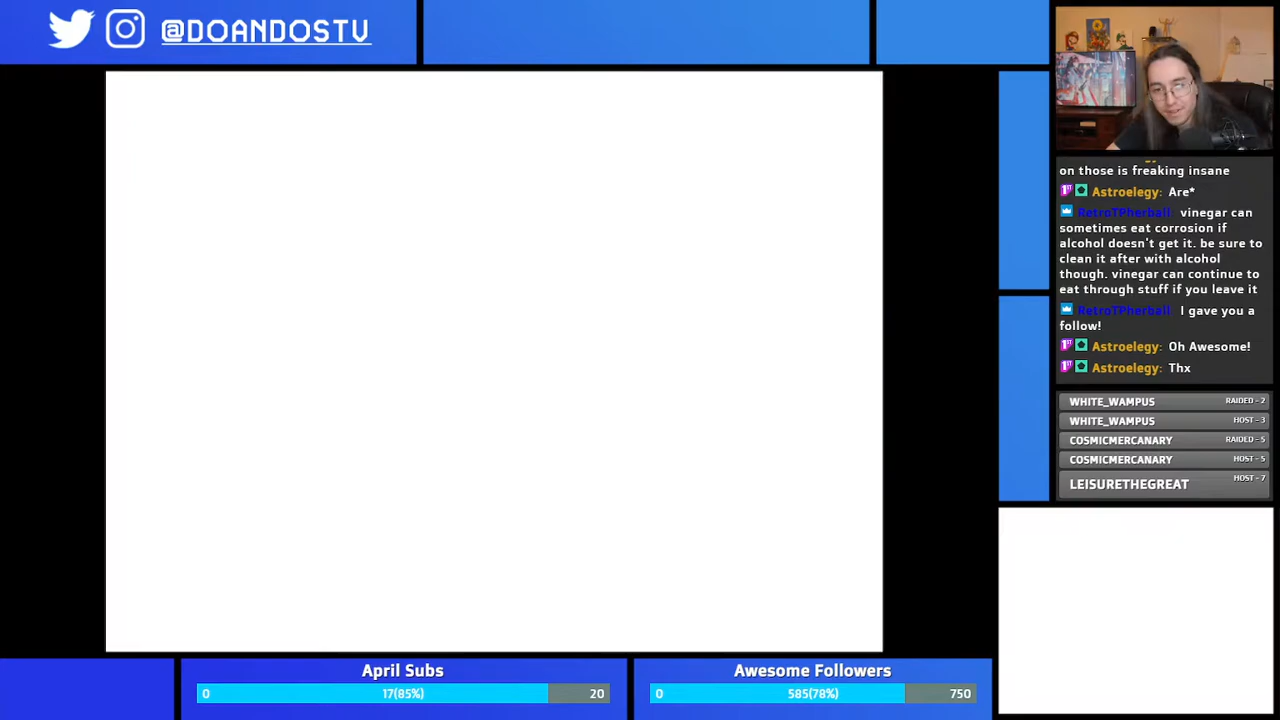 @DOANDOSTV
on those is freaking insane
Astroelegy: Are*
RetroTPherball: vinegar can
sometimes eat corrosion if
alcohol doesn't get it. be sure to
clean it after with alcohol
though. vinegar can continue to
eat through stuff if you leave it
RetroTPherball: I gave you a
follow!
Astroelegy: Oh Awesome!
Astroelegy: Thx
WHITE_WAMPUS RAIDED - 2
WHITE_WAMPUS HOST - 3
COSMICMERCANARY RAIDED - 5
COSMICMERCANARY HOST - 5
LEISURETHEGREAT HOST - 7
April Subs
0 17(85%) 20
Awesome Followers
0 585(78%) 750